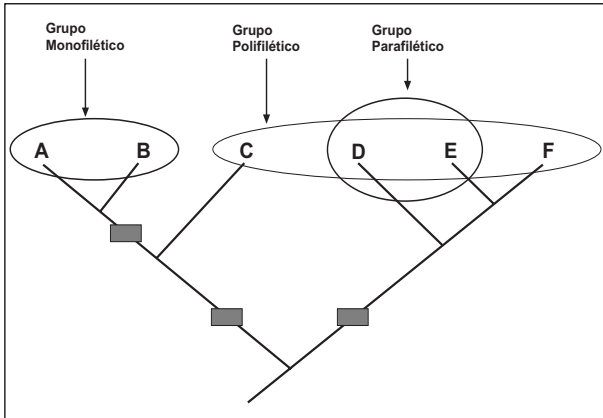 Grupo
Monofilético
Grupo
Polifilético
Grupo
Parafilético
A B C D E F